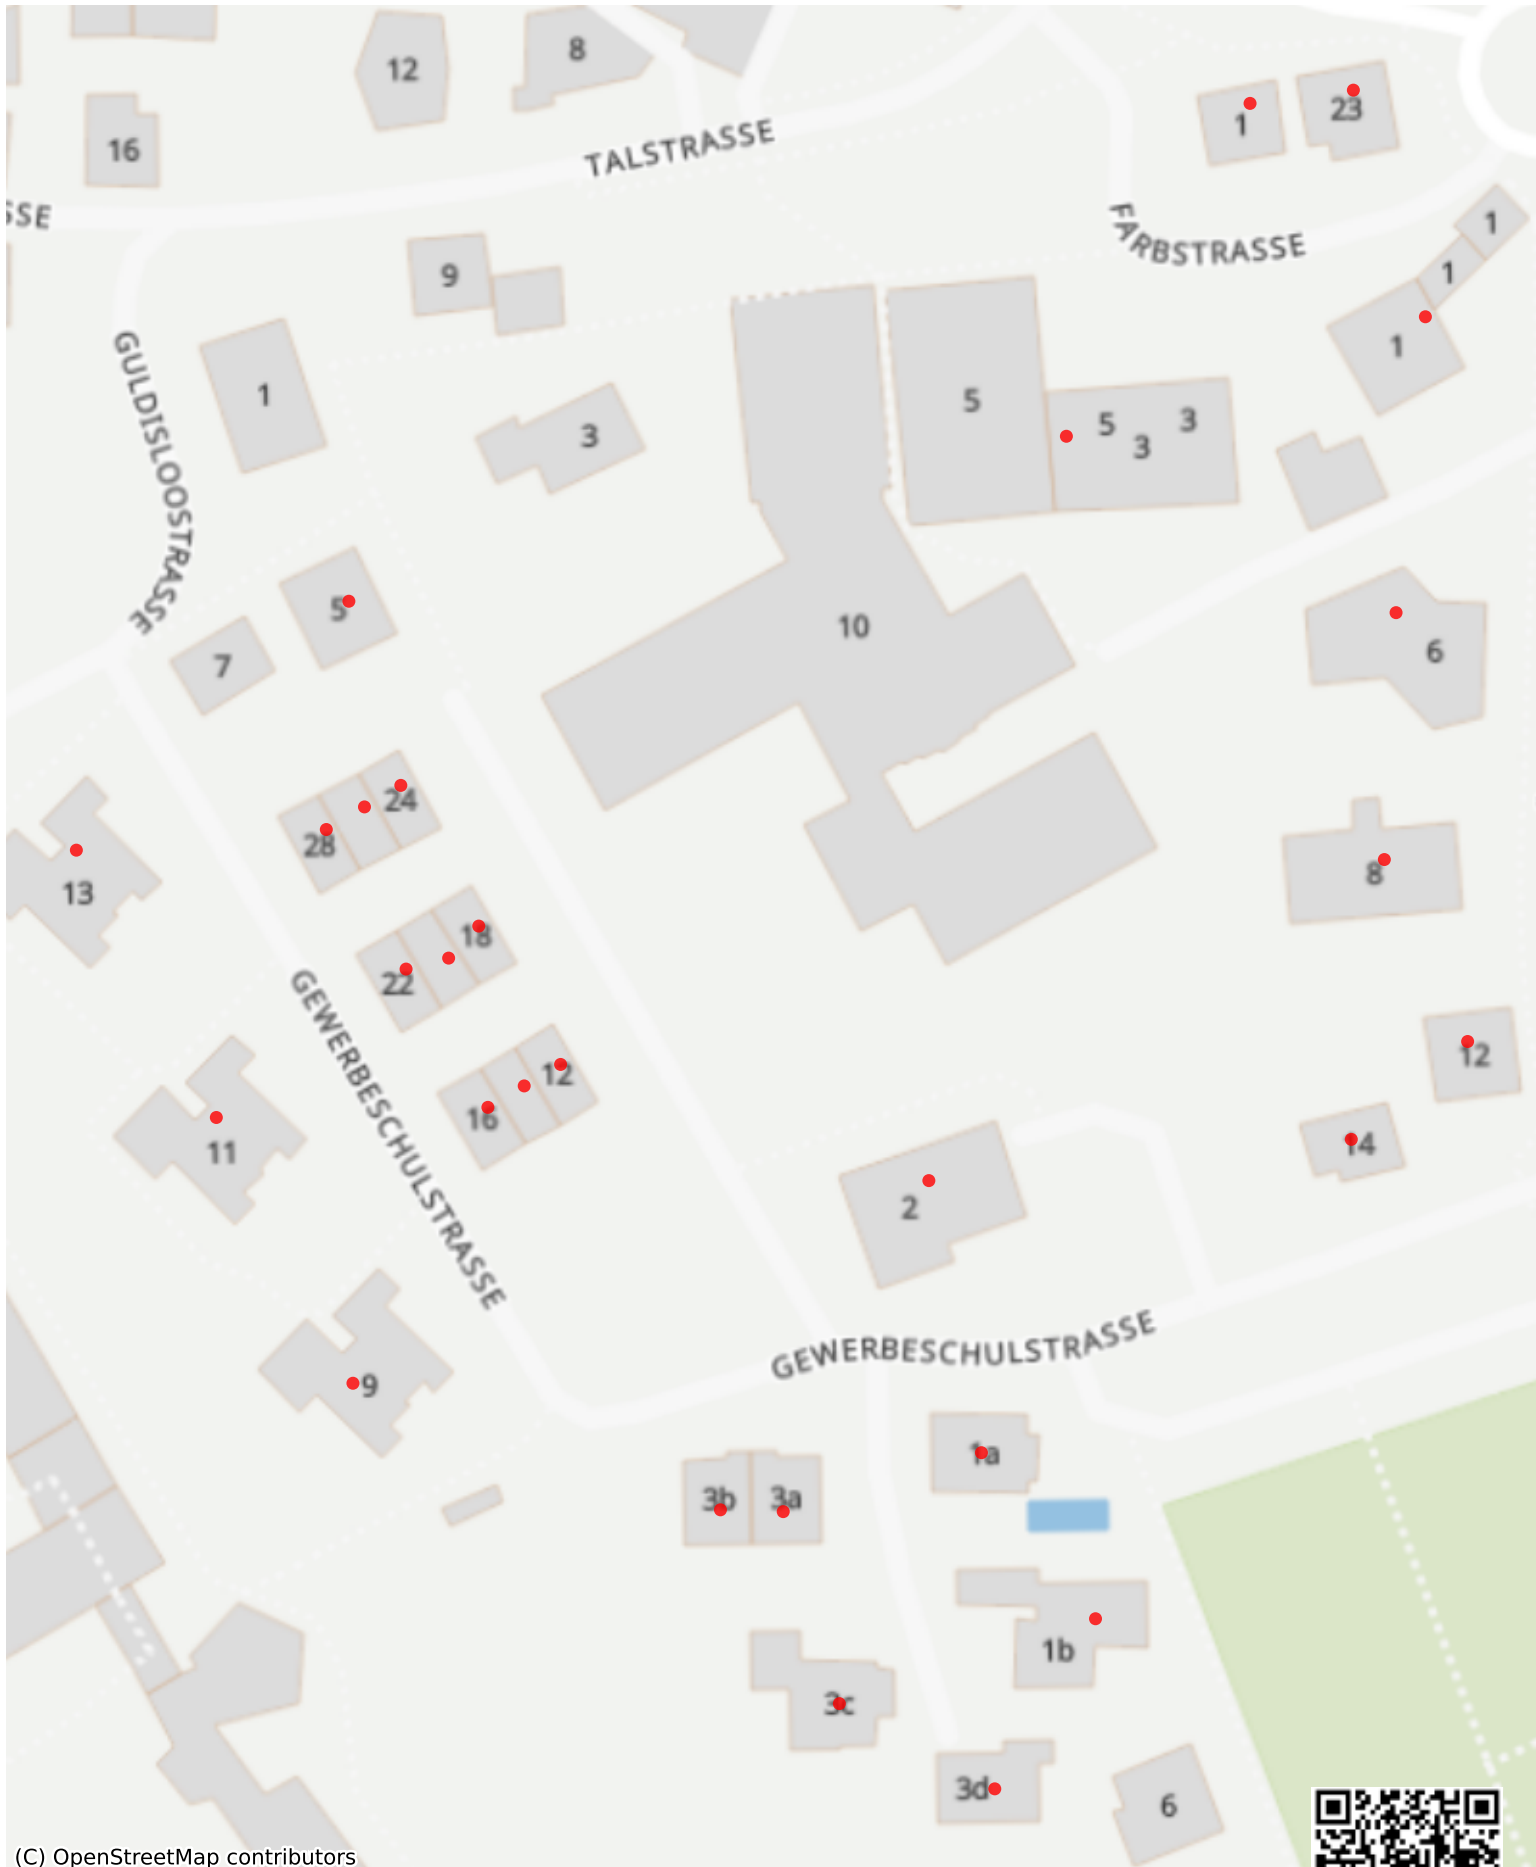 8
12
16
TALSTRASSE
1
23
SSE
FARBSTRASSE
1
1
9
1
GULDISLOOSTRASSE
1
3
5
5
3
3
5
10
7
6
24
28
13
8
18
22
12
12
16
14
11
2
GEWERBESCHULSTRASSE
9
GEWERBESCHULSTRASSE
1a
3b
3a
1b
3c
3d
6
(C) OpenStreetMap contributors